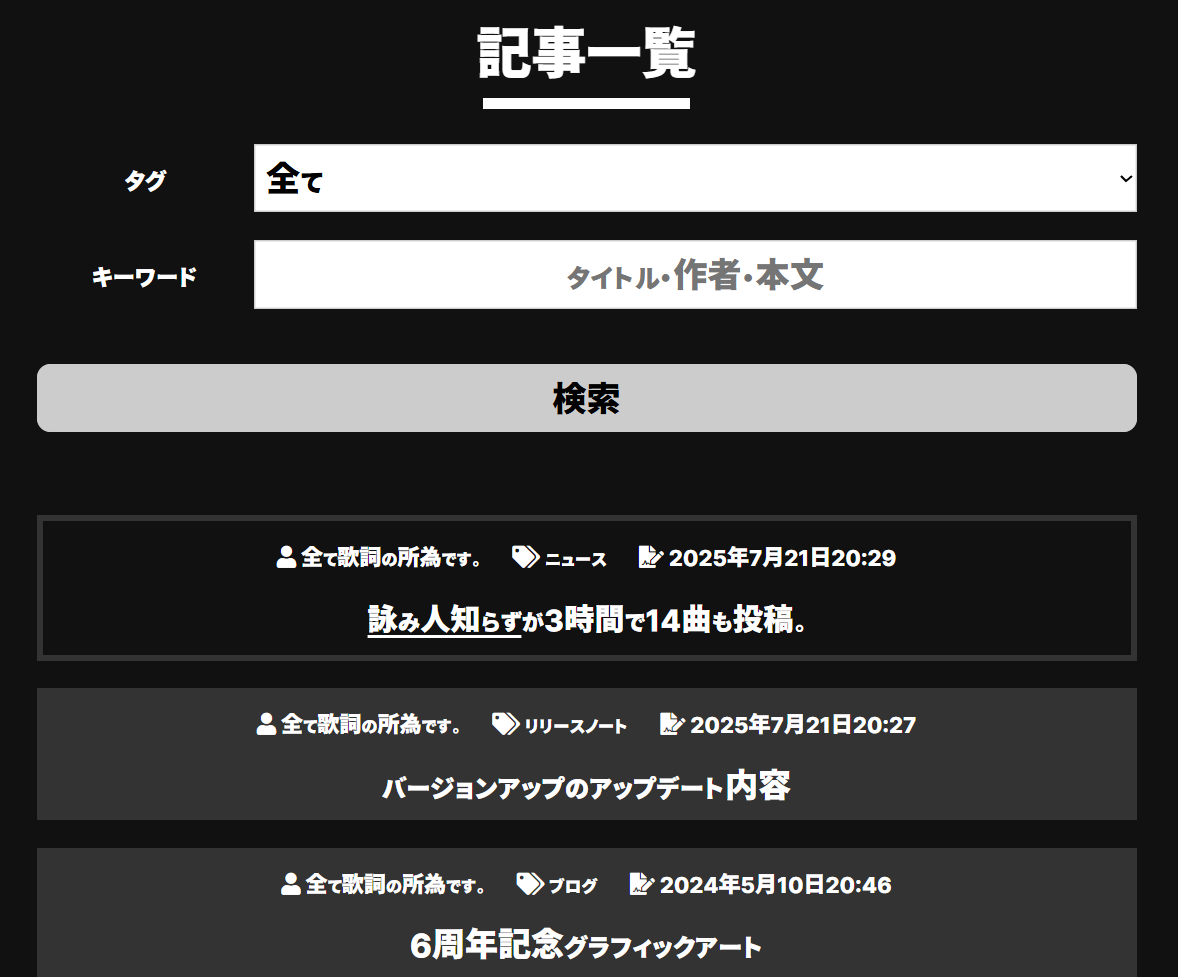 記事一覧
タグ
全て
キーワード
タイトル・作者・本文
検索
全て歌詞の所為です。 ニュース 2025年7月21日20:29
詠み人知らずが3時間で14曲も投稿。
全て歌詞の所為です。 リリースノート 2025年7月21日20:27
バージョンアップのアップデート内容
全て歌詞の所為です。 ブログ 2024年5月10日20:46
6周年記念グラフィックアート